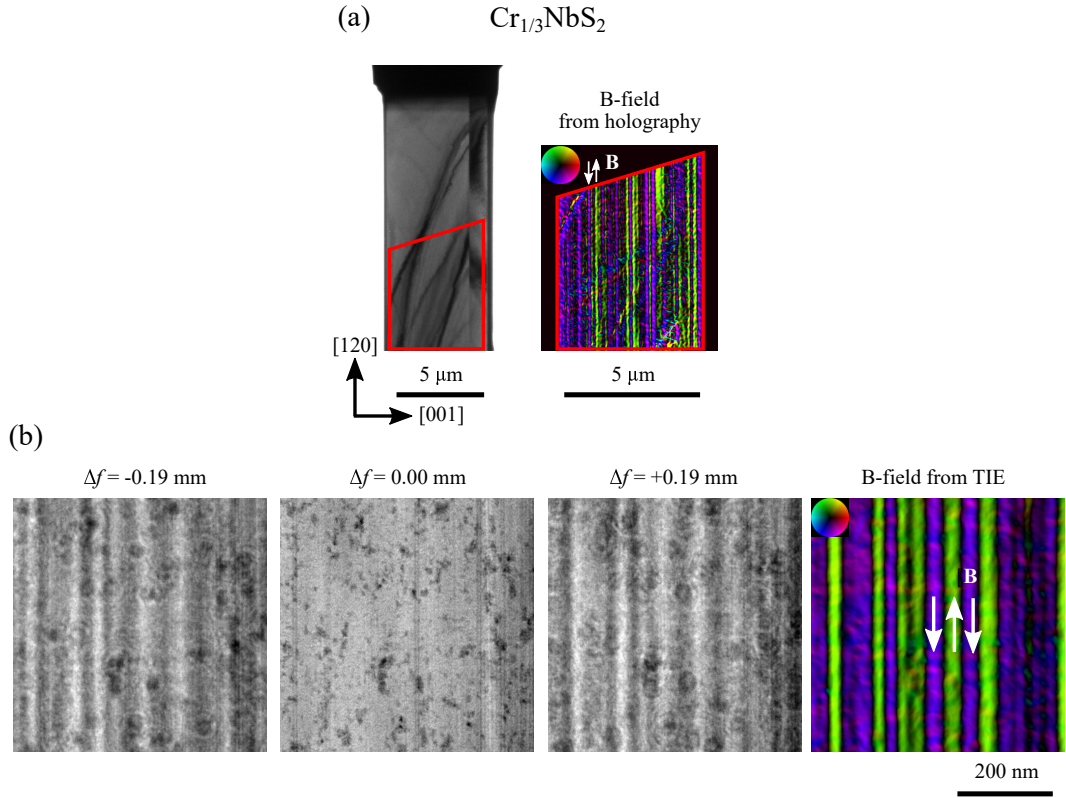 (a)
Cr1/3NbS2
B-field
from holography
B
[120]
5 μm
5 μm
[001]
(b)
Δf = -0.19 mm
Δf = 0.00 mm
Δf = +0.19 mm
B-field from TIE
B
200 nm